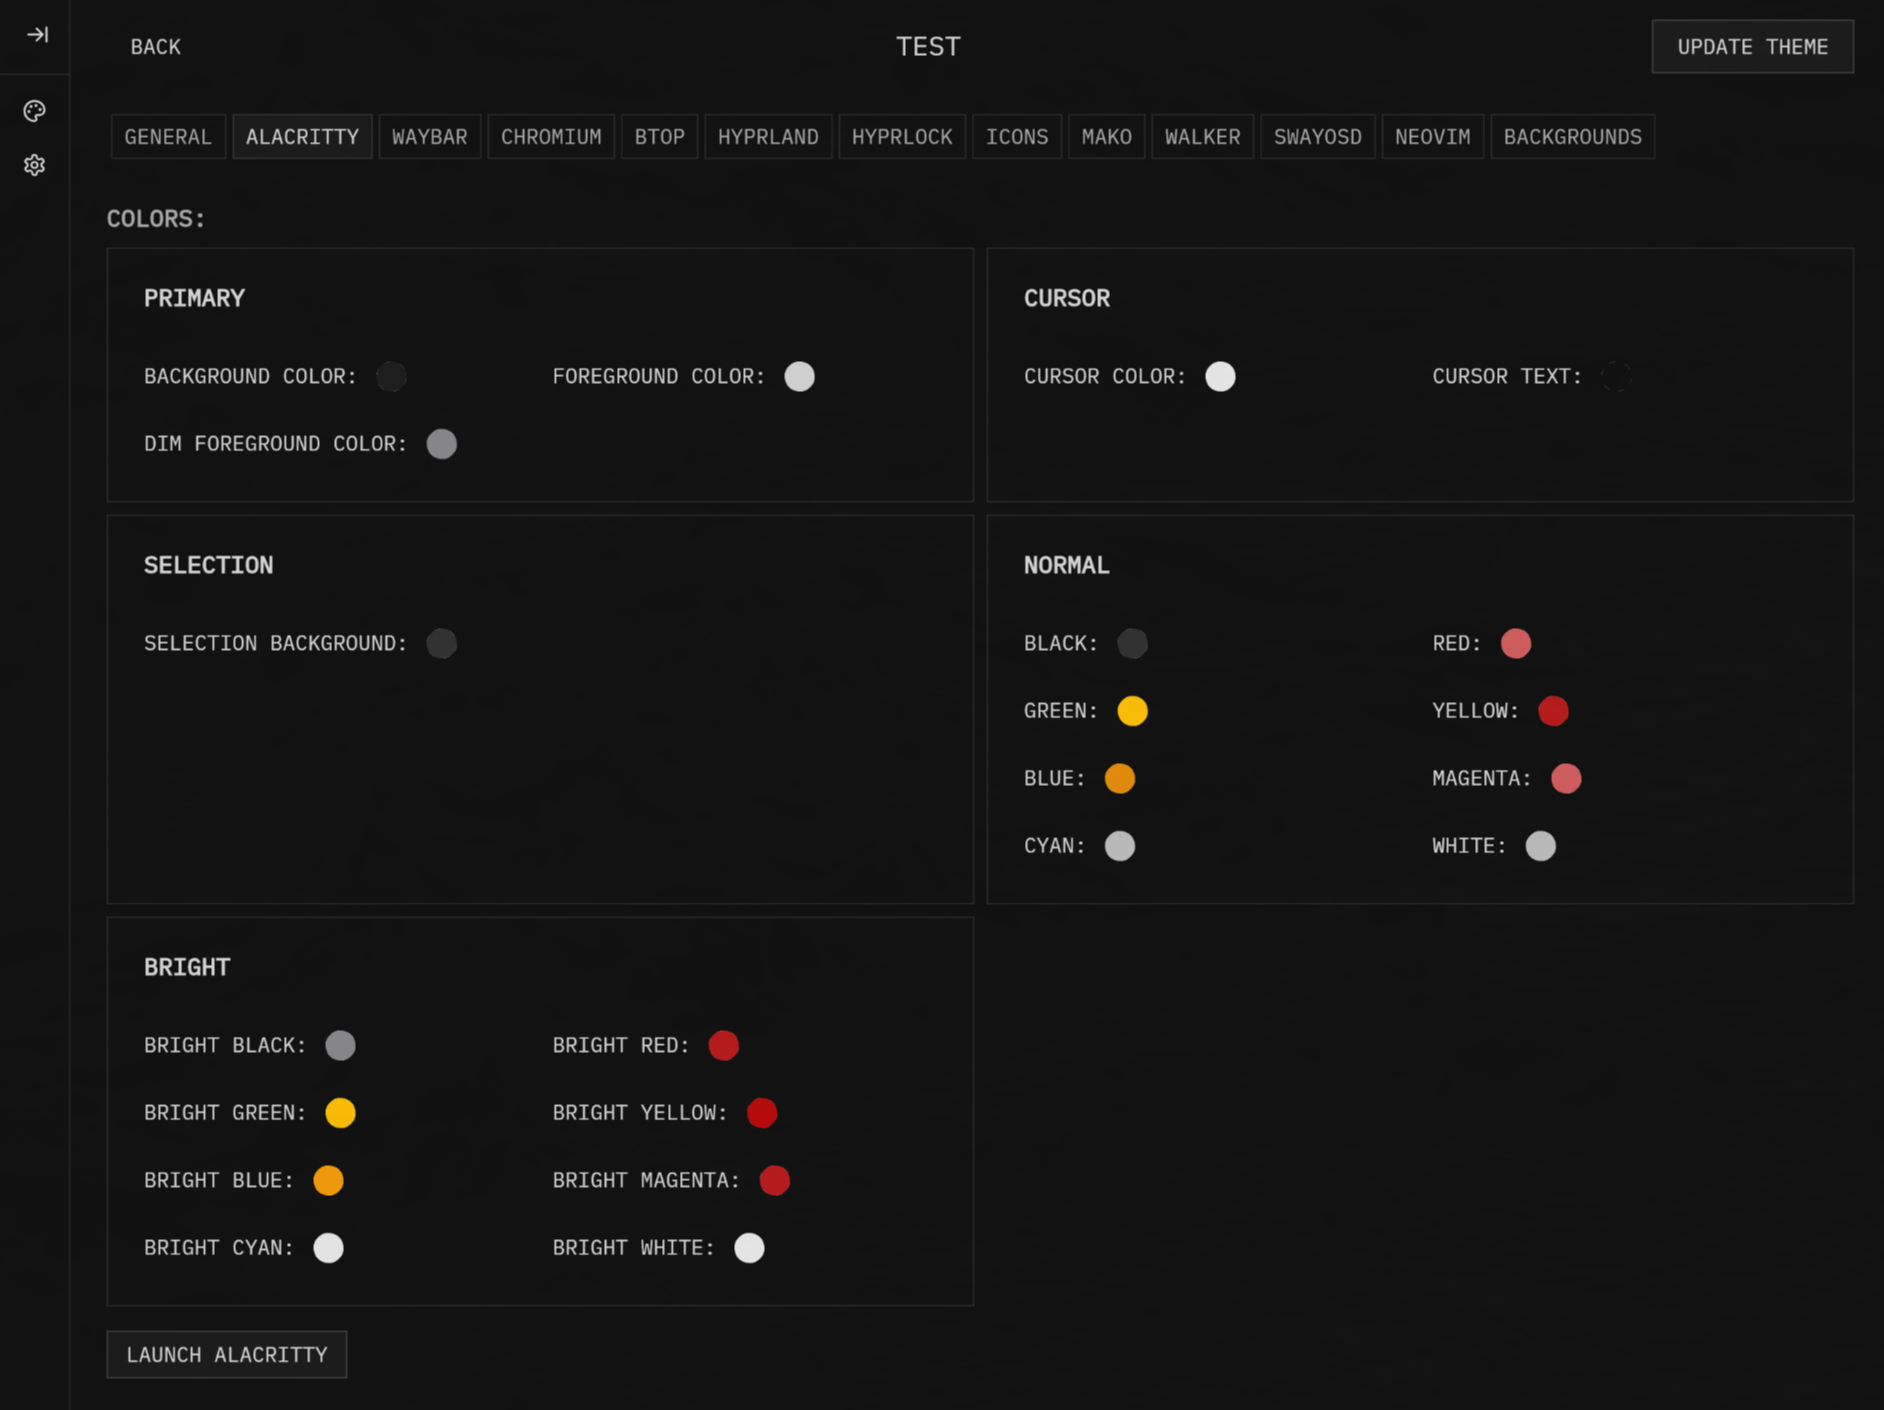 BACK
TEST
UPDATE THEME
GENERAL ALACRITTY WAYBAR CHROMIUM BTOP HYPRLAND HYPRLOCK ICONS MAKO WALKER SWAYOSD NEOVIM BACKGROUNDS
COLORS:
PRIMARY
BACKGROUND COLOR:
FOREGROUND COLOR:
DIM FOREGROUND COLOR:
CURSOR
CURSOR COLOR:
CURSOR TEXT:
SELECTION
SELECTION BACKGROUND:
NORMAL
BLACK:
RED:
GREEN:
YELLOW:
BLUE:
MAGENTA:
CYAN:
WHITE:
BRIGHT
BRIGHT BLACK:
BRIGHT RED:
BRIGHT GREEN:
BRIGHT YELLOW:
BRIGHT BLUE:
BRIGHT MAGENTA:
BRIGHT CYAN:
BRIGHT WHITE:
LAUNCH ALACRITTY